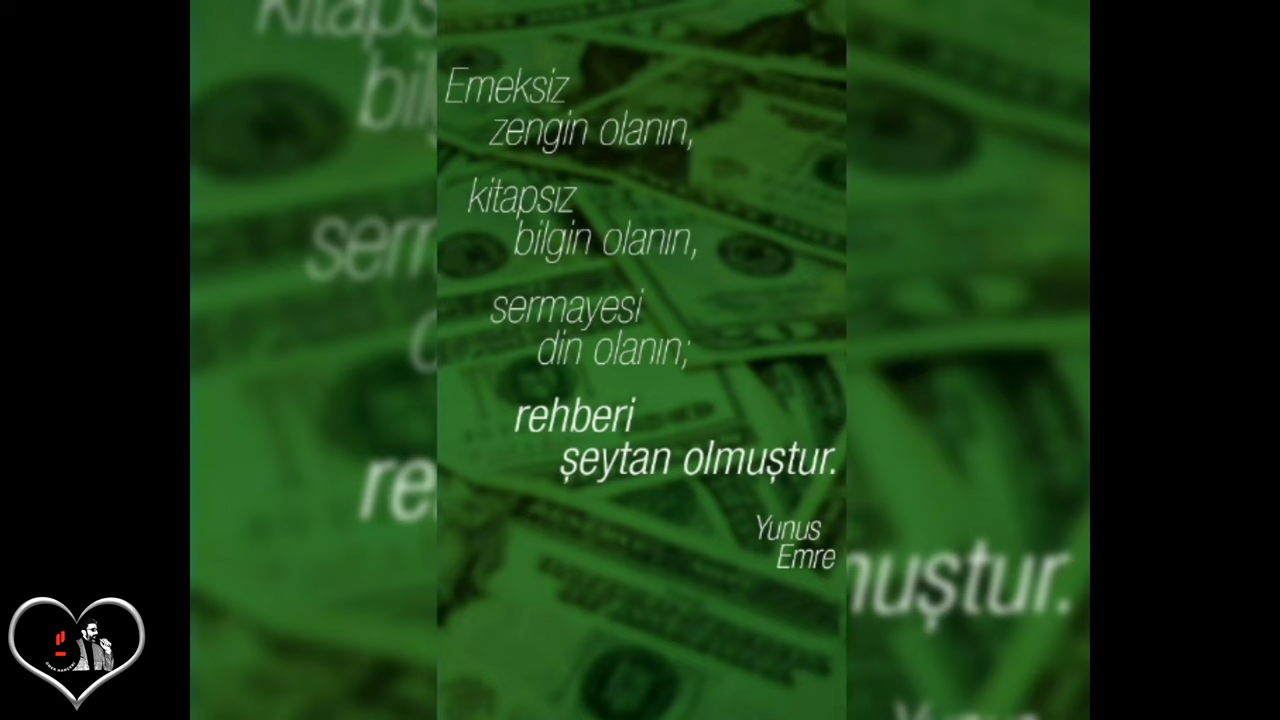 Emeksiz
zengin olanın,
kitapsız
bilgin olanın,
sermayesi
din olanın;
rehberi
şeytan olmuştur.
Yunus
Emre